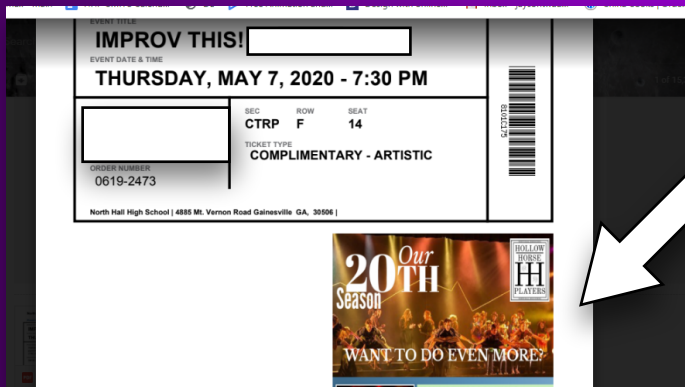 EVENT TITLE
IMPROV THIS!
EVENT DATE & TIME
THURSDAY, MAY 7, 2020 - 7:30 PM
SEC ROW SEAT
CTRP F 14
TICKET TYPE
COMPLIMENTARY - ARTISTIC
8101C175
ORDER NUMBER
0619-2473
North Hall High School | 4885 Mt. Vernon Road Gainesville GA, 30506 |
Our
20TH
Season
HOLLOW
HORSE
HH
PLAYERS
WANT TO DO EVEN MORE?